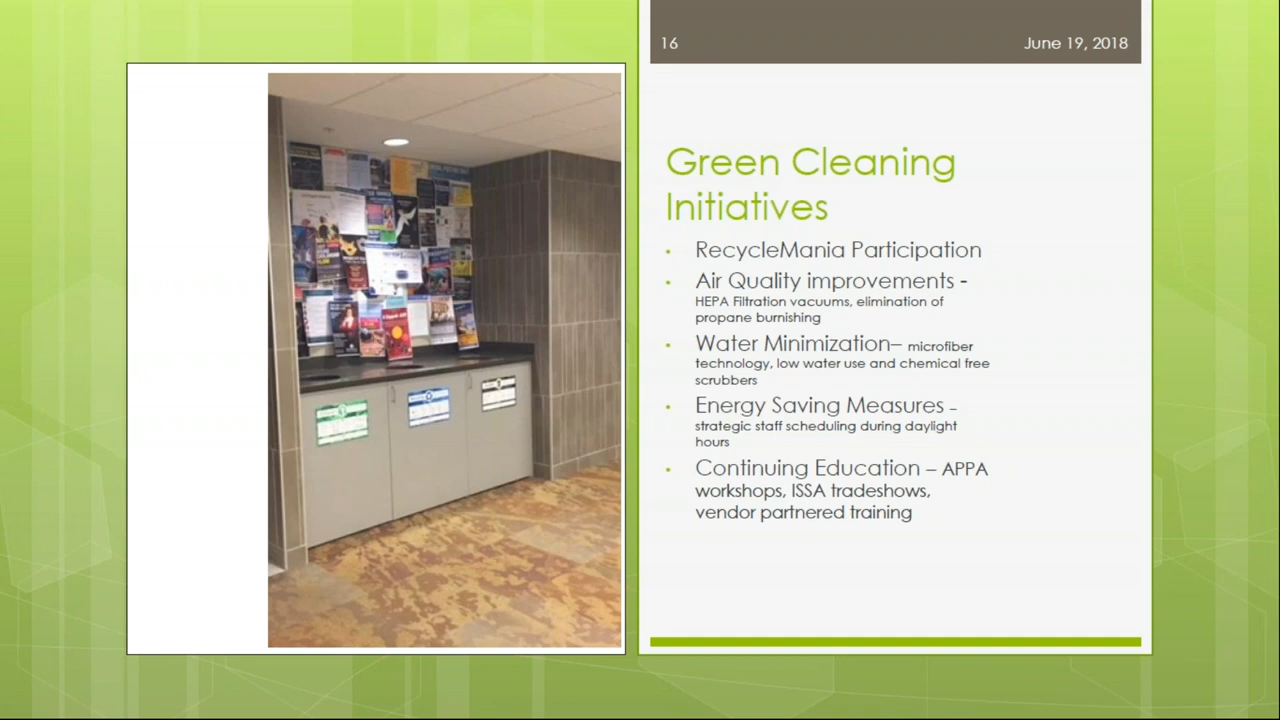 16
June 19, 2018
Green Cleaning
Initiatives
• RecycleMania Participation
• Air Quality improvements -
HEPA Filtration vacuums, elimination of
propane burnishing
• Water Minimization– microfiber
technology, low water use and chemical free
scrubbers
• Energy Saving Measures -
strategic staff scheduling during daylight
hours
• Continuing Education – APPA
workshops, ISSA tradeshows,
vendor partnered training